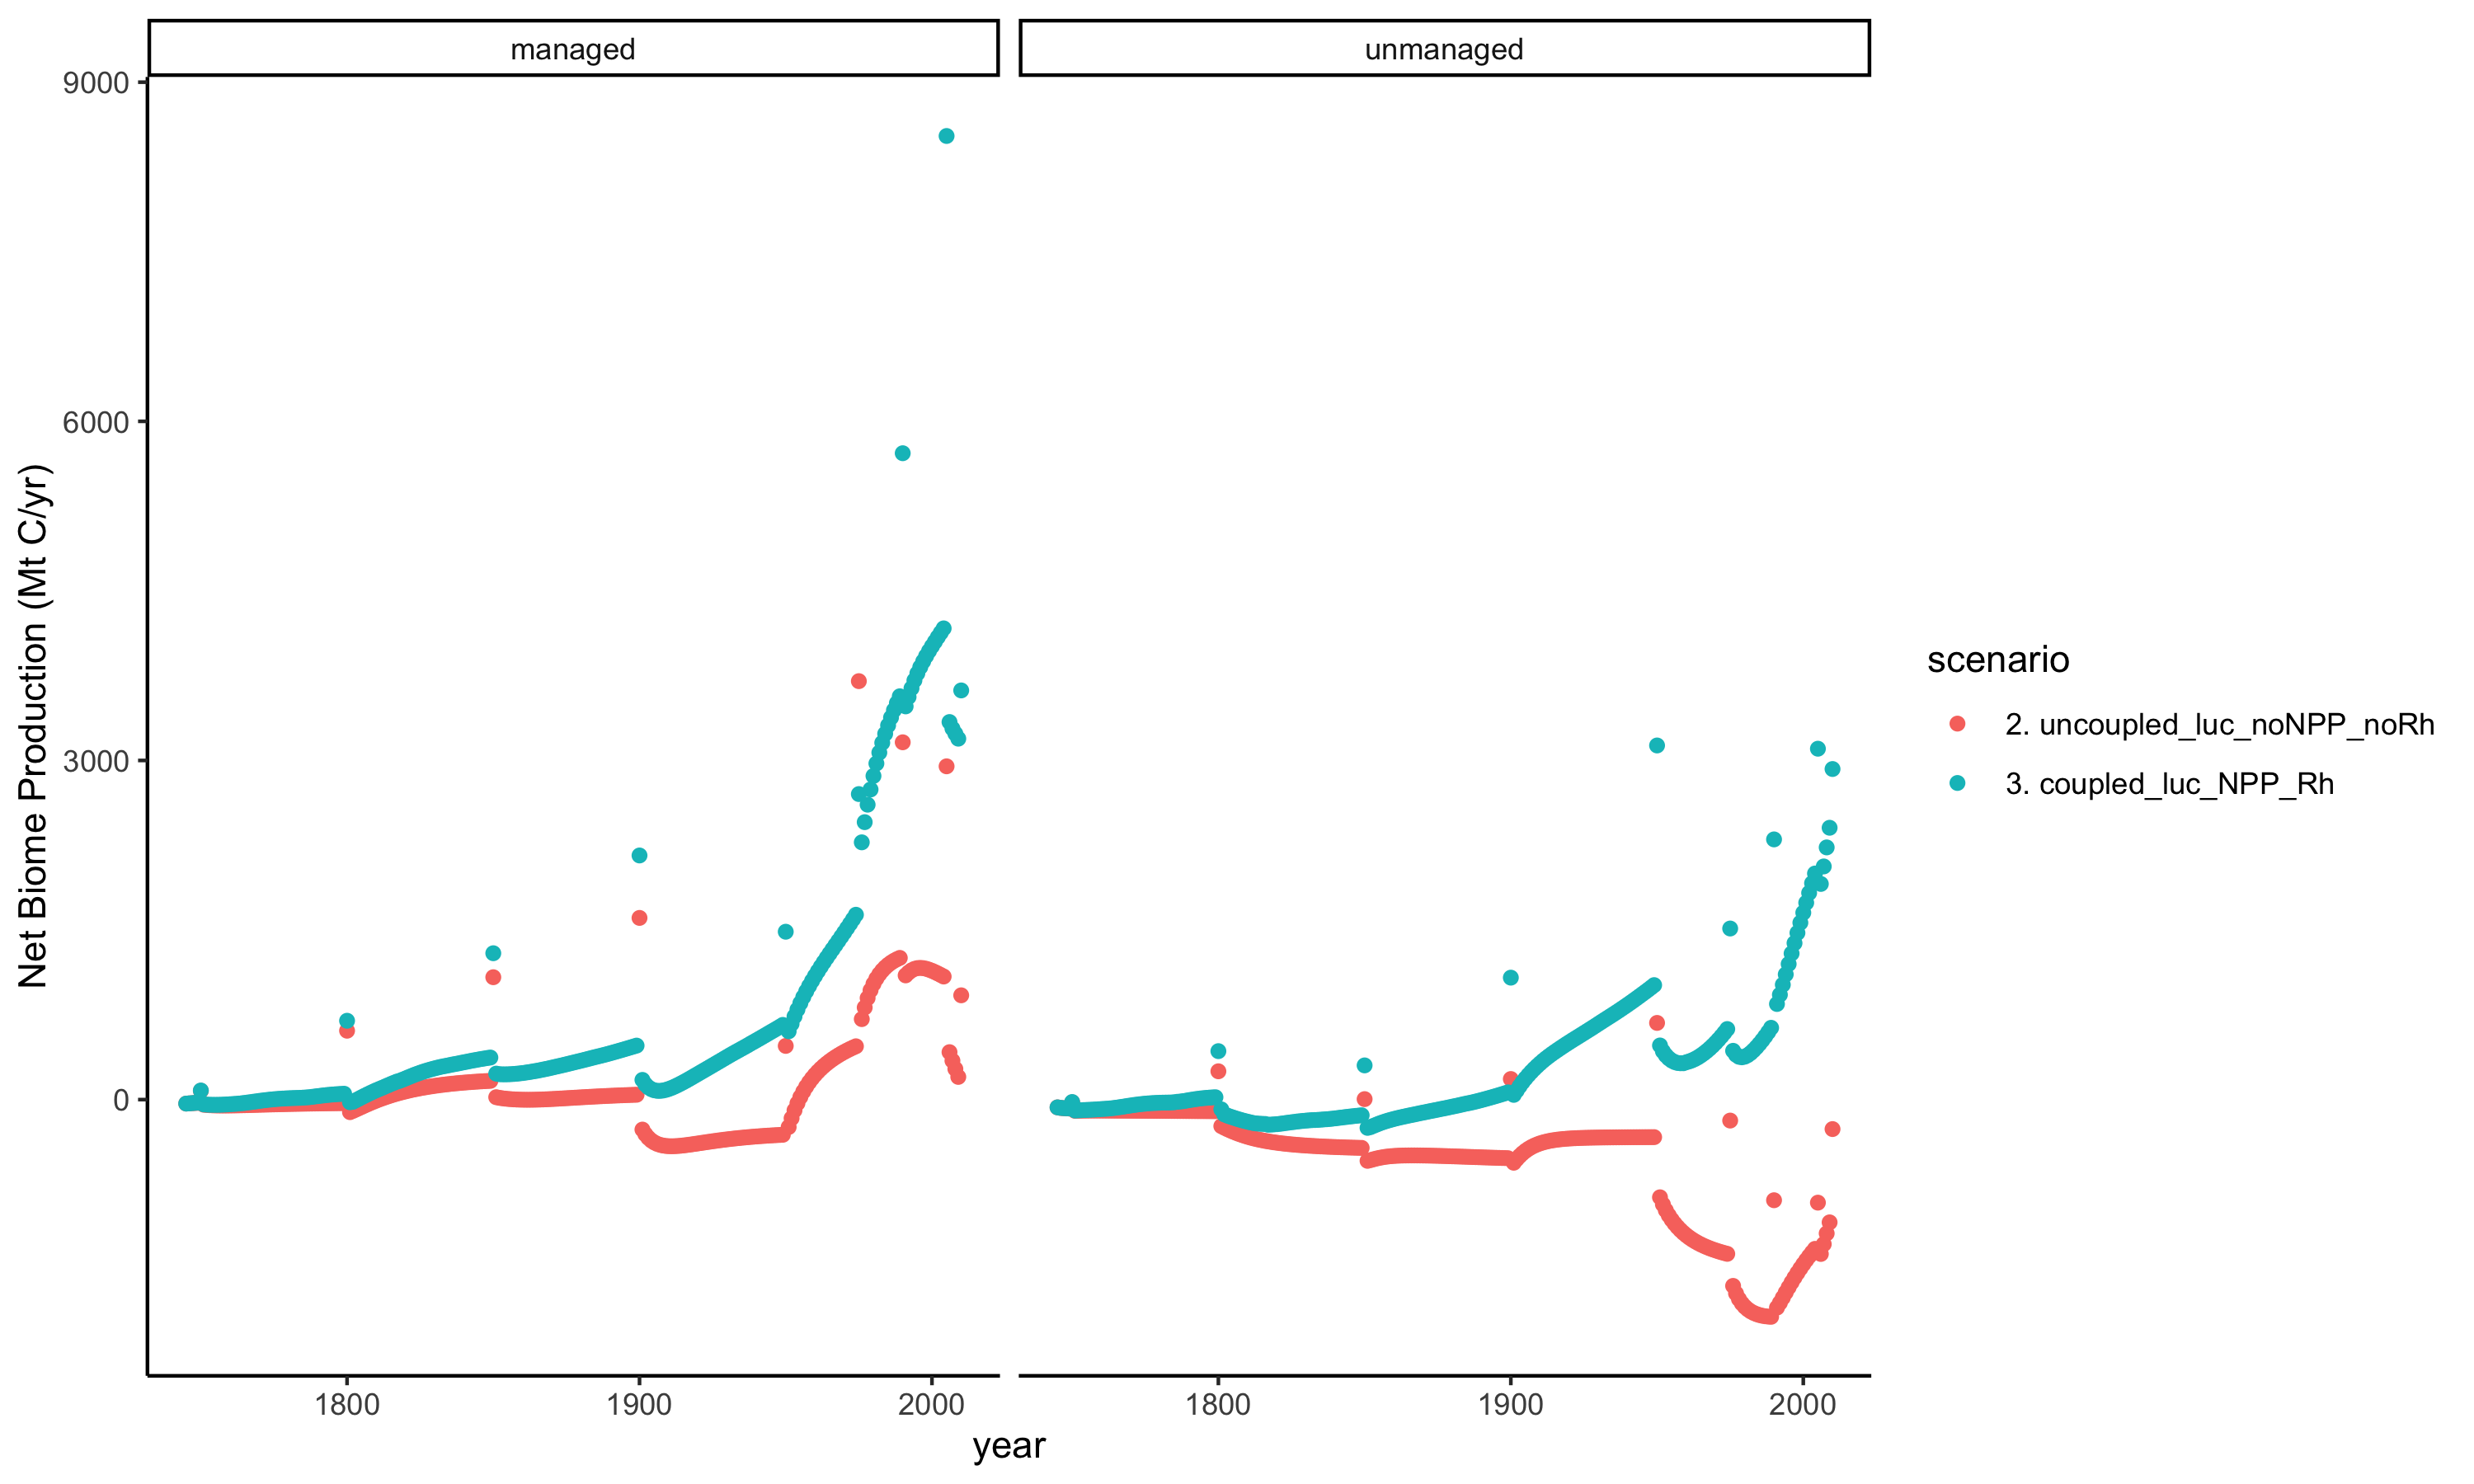 managed
unmanaged
9000
6000
3000
0
Net Biome Production (Mt C/yr)
1800
1900
2000
1800
1900
2000
year
scenario
2. uncoupled_luc_noNPP_noRh
3. coupled_luc_NPP_Rh